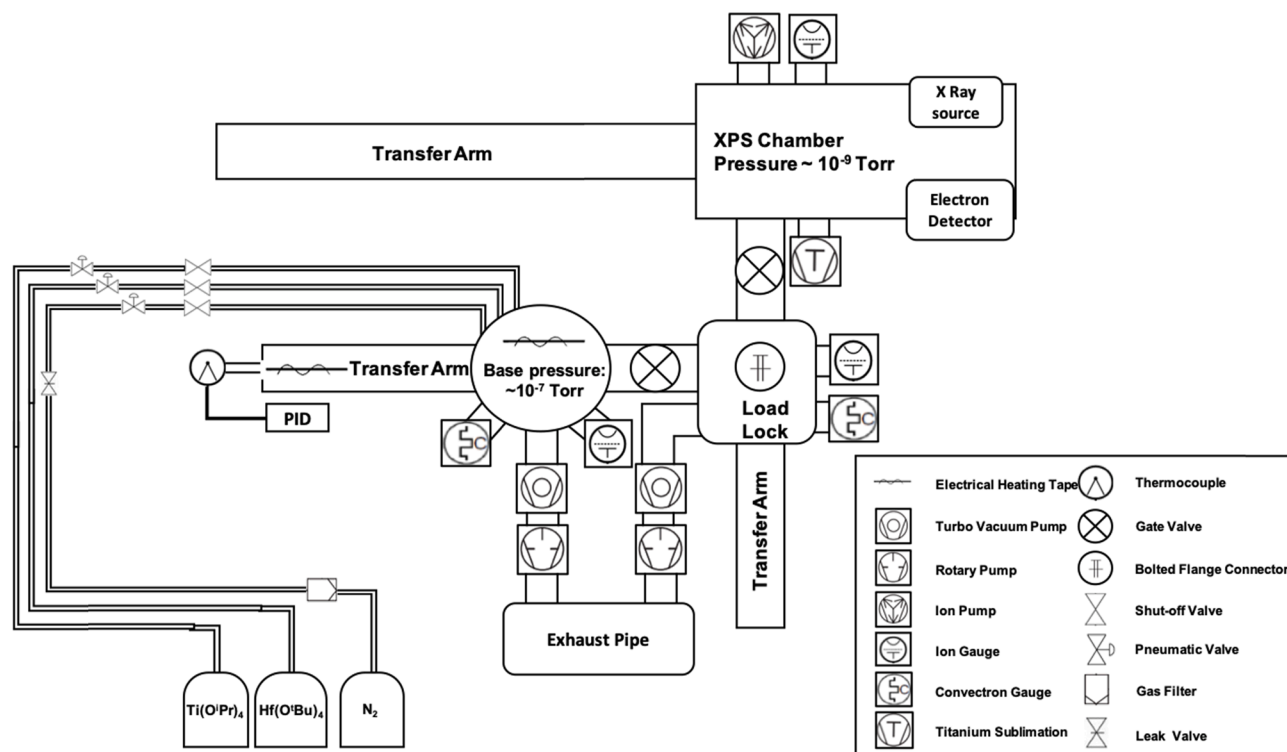 X Ray
source
XPS Chamber
Pressure ~ 10⁻⁹ Torr
Transfer Arm
Electron
Detector
T
Transfer Arm
Base pressure:
~10⁻⁷ Torr
PID
C
Load
Lock
C
Transfer Arm
Exhaust Pipe
Ti(OⁱPr)₄
Hf(OᵗBu)₄
N₂
Electrical Heating Tape
Thermocouple
Turbo Vacuum Pump
Gate Valve
Rotary Pump
Bolted Flange Connector
Ion Pump
Shut-off Valve
Ion Gauge
Pneumatic Valve
C
Convectron Gauge
Gas Filter
T
Titanium Sublimation
Leak Valve